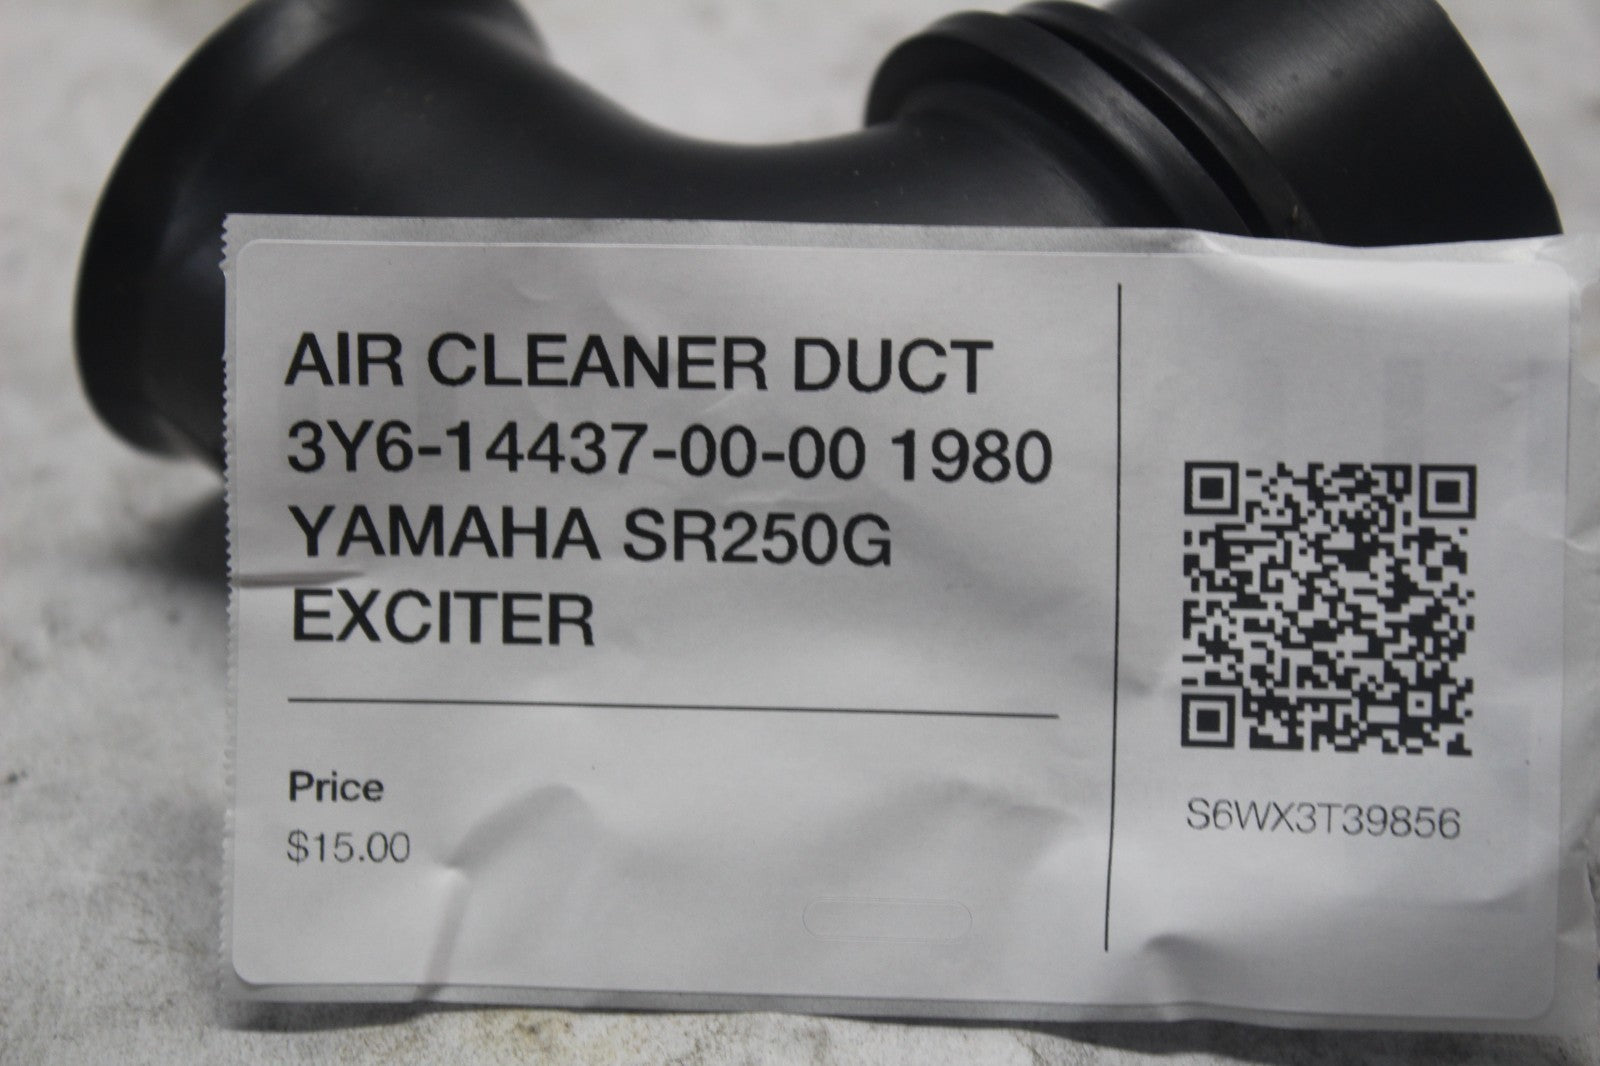 AIR CLEANER DUCT
3Y6-14437-00-00 1980
YAMAHA SR250G
EXCITER
Price
$15.00
S6WX3T39856